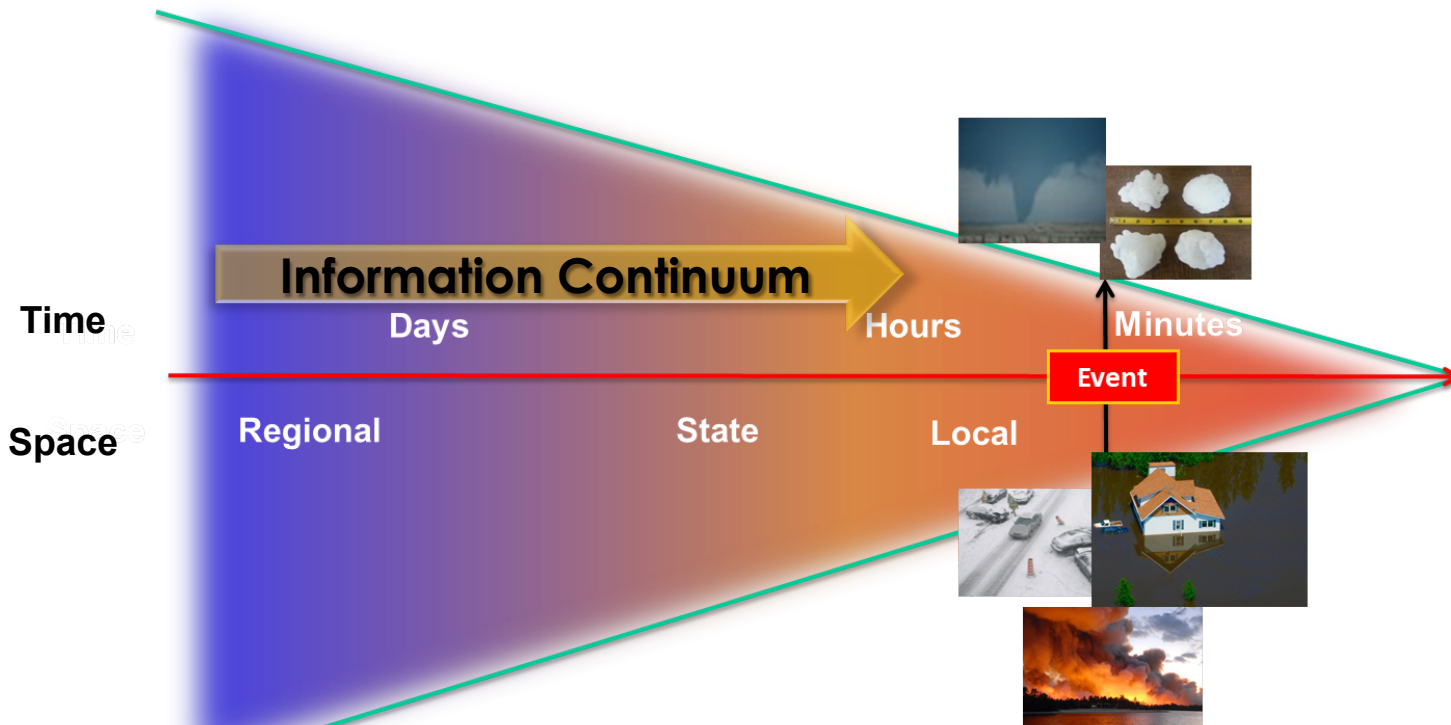 Information Continuum
Time
Days
Hours
Minutes
Event
Space
Regional
State
Local